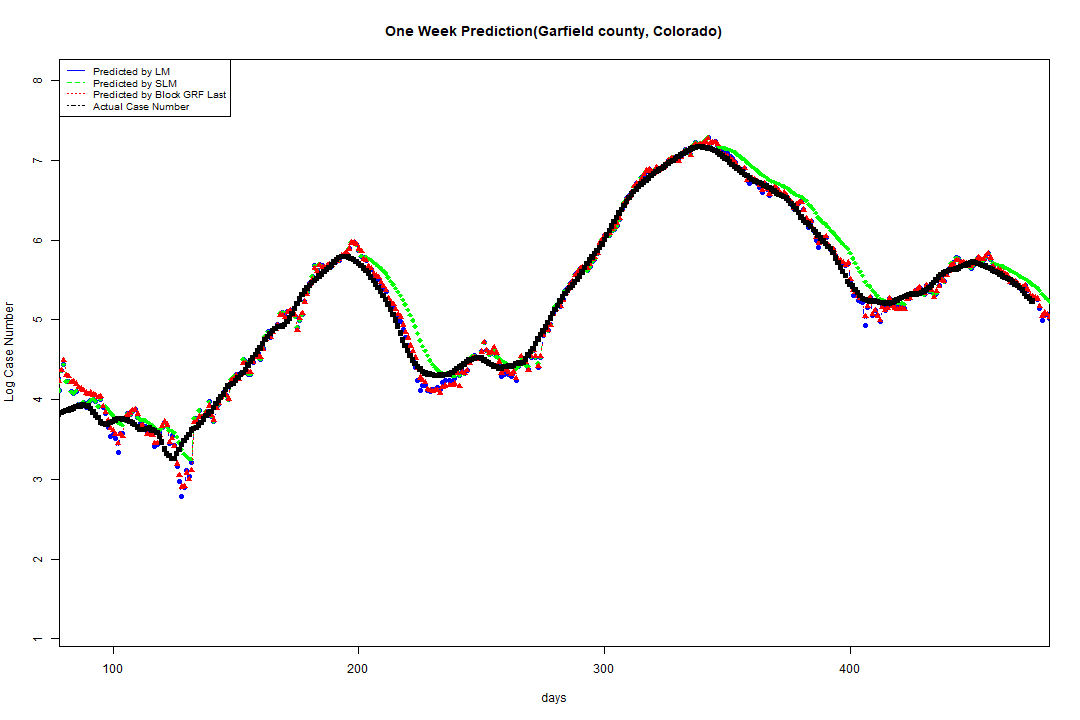 One Week Prediction(Garfield county, Colorado)
Predicted by LM
Predicted by SLM
Predicted by Block GRF Last
Actual Case Number
8
7
6
5
4
3
2
1
Log Case Number
100 200 300 400
days